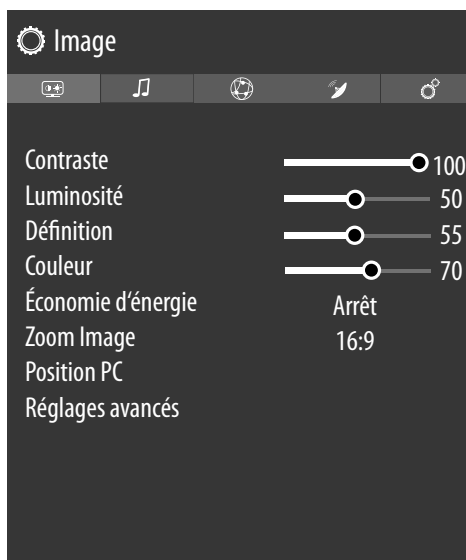 Image
Contraste 100
Luminosité 50
Définition 55
Couleur 70
Économie d‘énergie Arrêt
Zoom Image 16:9
Position PC
Réglages avancés